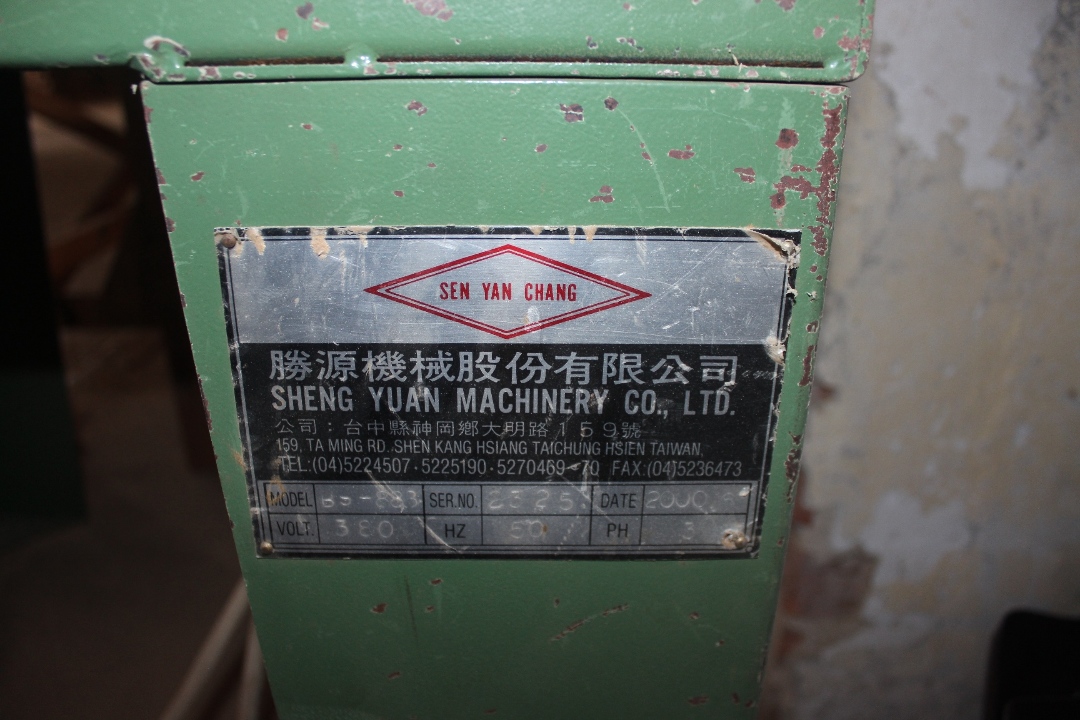 SEN YAN CHANG
勝源機械股份有限公司
SHENG YUAN MACHINERY CO., LTD.
公司:台中縣神岡鄉大明路159號
159, TA MING RD. SHEN KANG HSIANG TAICHUNG HSIEN TAIWAN,
TEL:(04)5224507·5225190·5270469-70 FAX:(04)5236473
MODEL SER.NO. DATE
VOLT. 380 HZ 50 PH 3